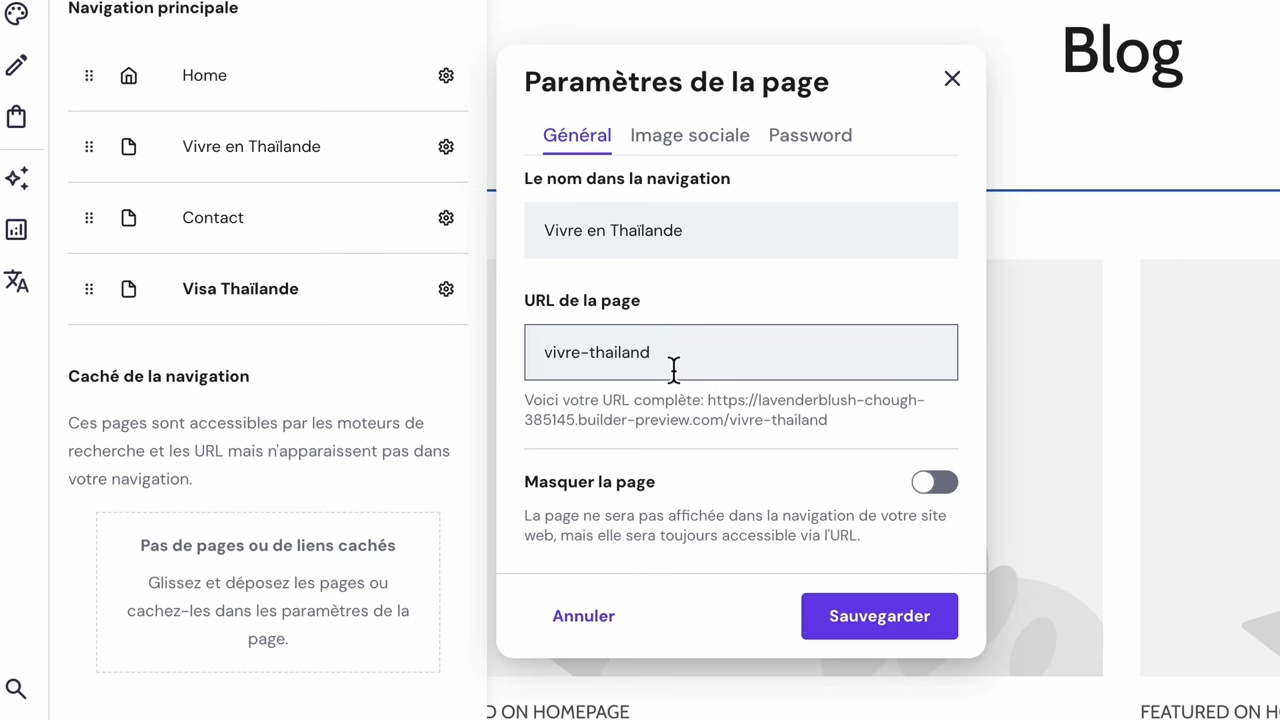 Navigation principale
Home
Vivre en Thaïlande
Contact
Visa Thaïlande
Caché de la navigation
Ces pages sont accessibles par les moteurs de
recherche et les URL mais n'apparaissent pas dans
votre navigation.
Pas de pages ou de liens cachés
Glissez et déposez les pages ou
cachez-les dans les paramètres de la
page.
Paramètres de la page
Général Image sociale Password
Le nom dans la navigation
Vivre en Thaïlande
URL de la page
vivre-thailand
Voici votre URL complète: https://lavenderblush-chough-
385145.builder-preview.com/vivre-thailand
Masquer la page
La page ne sera pas affichée dans la navigation de votre site
web, mais elle sera toujours accessible via l'URL.
Annuler Sauvegarder
Blog
D ON HOMEPAGE
FEATURED ON H